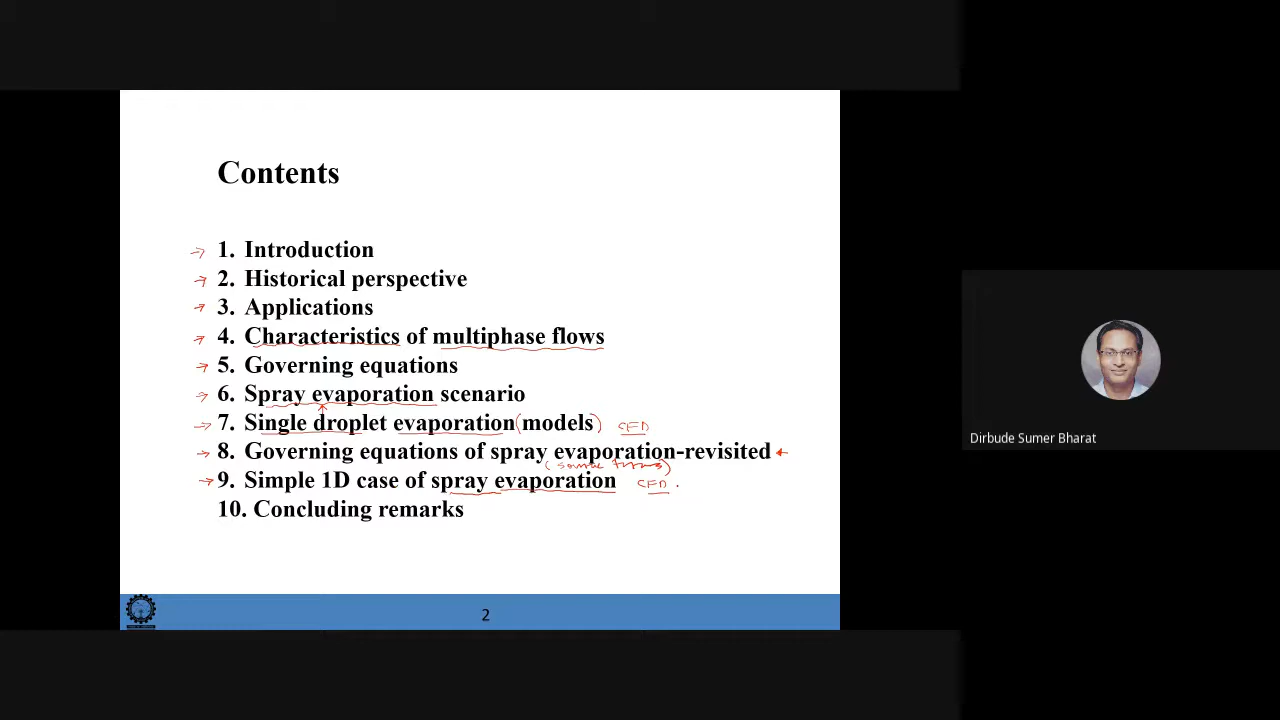 Contents
1. Introduction
2. Historical perspective
3. Applications
4. Characteristics of multiphase flows
5. Governing equations
6. Spray evaporation scenario
7. Single droplet evaporation (models) CFD
8. Governing equations of spray evaporation-revisited
(source terms)
9. Simple 1D case of spray evaporation CFD.
10. Concluding remarks
2
Dirbude Sumer Bharat